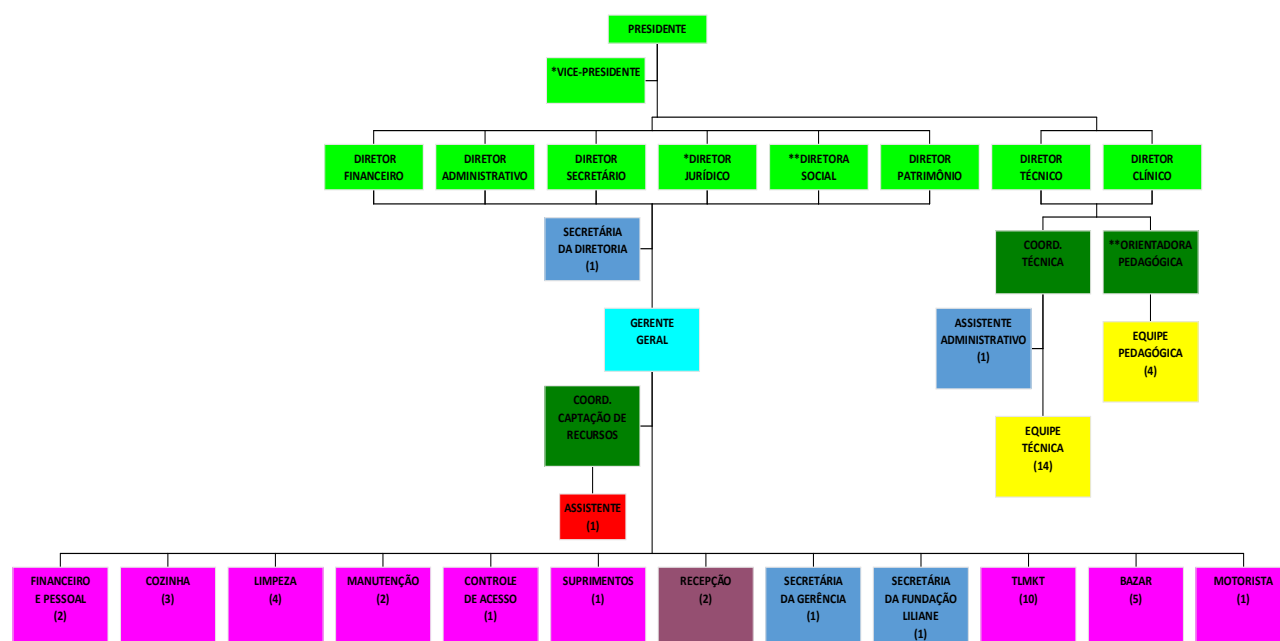 PRESIDENTE
*VICE-PRESIDENTE
DIRETOR
FINANCEIRO
DIRETOR
ADMINISTRATIVO
DIRETOR
SECRETÁRIO
*DIRETOR
JURÍDICO
**DIRETORA
SOCIAL
DIRETOR
PATRIMÔNIO
DIRETOR
TÉCNICO
DIRETOR
CLÍNICO
SECRETÁRIA
DA DIRETORIA
(1)
COORD.
TÉCNICA
**ORIENTADORA
PEDAGÓGICA
GERENTE
GERAL
ASSISTENTE
ADMINISTRATIVO
(1)
EQUIPE
PEDAGÓGICA
(4)
COORD.
CAPTAÇÃO DE
RECURSOS
EQUIPE
TÉCNICA
(14)
ASSISTENTE
(1)
FINANCEIRO
E PESSOAL
(2)
COZINHA
(3)
LIMPEZA
(4)
MANUTENÇÃO
(2)
CONTROLE
DE ACESSO
(1)
SUPRIMENTOS
(1)
RECEPÇÃO
(2)
SECRETÁRIA
DA GERÊNCIA
(1)
SECRETÁRIA
DA FUNDAÇÃO
LILIANE
(1)
TLMKT
(10)
BAZAR
(5)
MOTORISTA
(1)